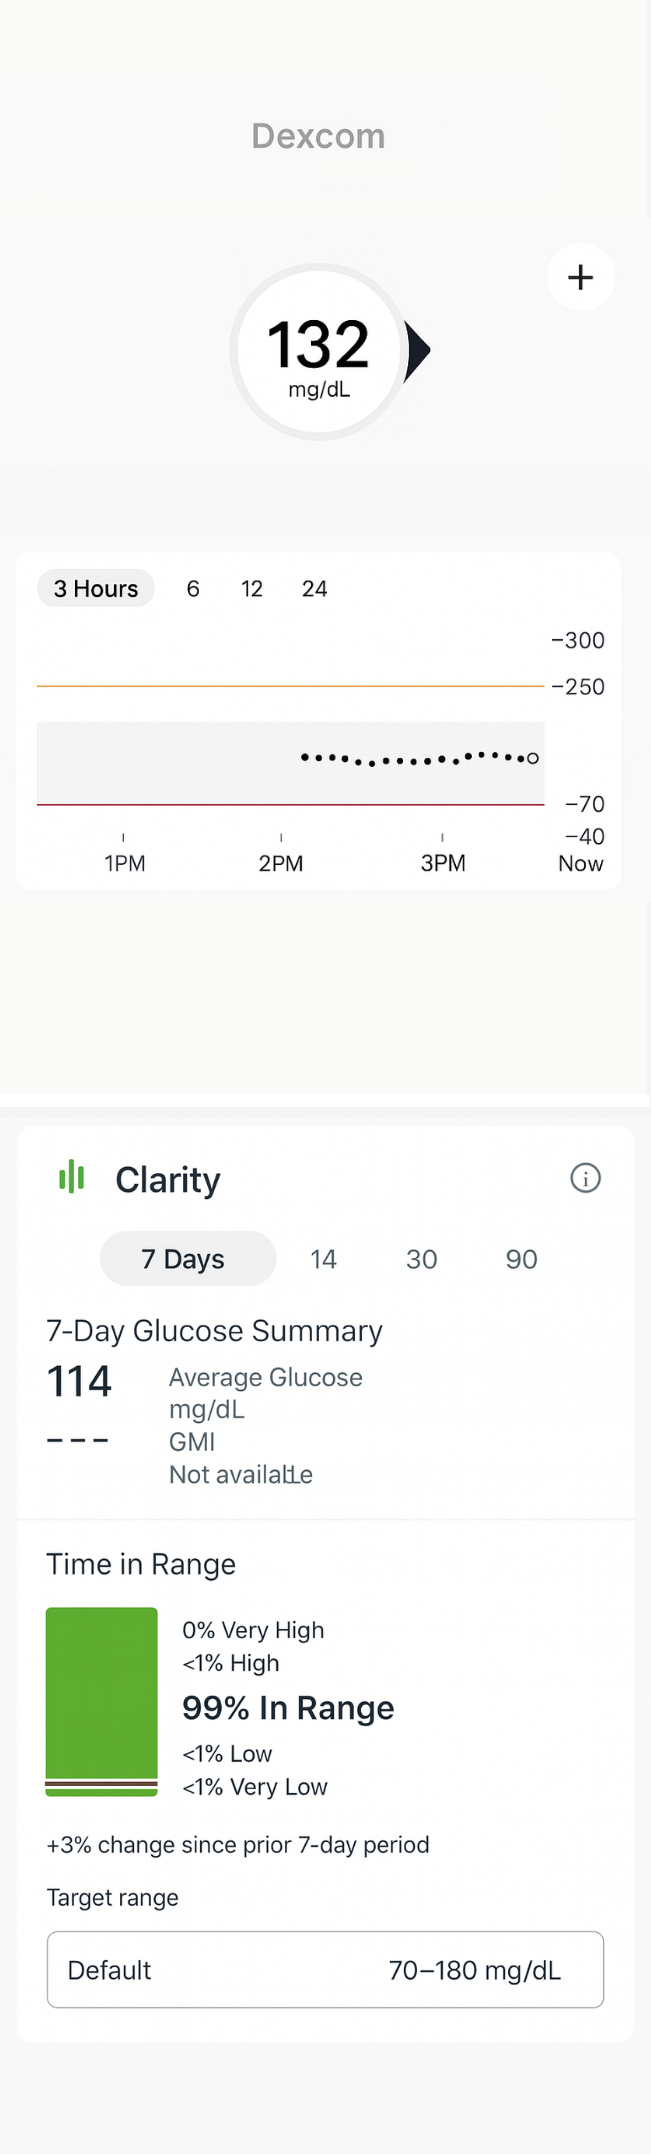 Dexcom
+
132
mg/dL
3 Hours 6 12 24
−300
−250
−70
−40
1PM 2PM 3PM Now
Clarity
7 Days 14 30 90
7-Day Glucose Summary
114 Average Glucose
mg/dL
--- GMI
Not available
Time in Range
0% Very High
<1% High
99% In Range
<1% Low
<1% Very Low
+3% change since prior 7-day period
Target range
Default 70–180 mg/dL